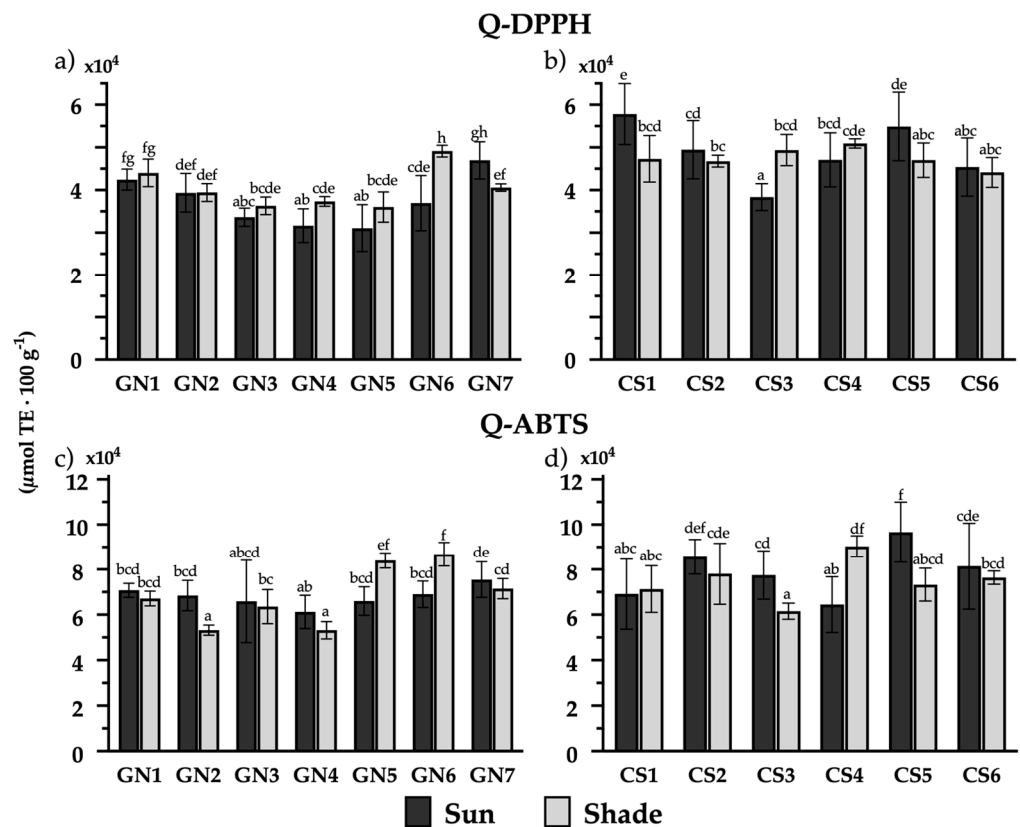 Q-DPPH
a)
x10⁴
6
4
2
0
fg fg def def abc bcde ab cde ab bcde cde h gh ef
GN1 GN2 GN3 GN4 GN5 GN6 GN7
b)
x10⁴
6
4
2
0
e bcd cd bc a bcd bcd cde de abc abc abc
CS1 CS2 CS3 CS4 CS5 CS6
(µmol TE · 100 g⁻¹)
Q-ABTS
c)
x10⁴
12
10
8
6
4
2
0
bcd bcd bcd a abcd bc ab a bcd ef bcd f de cd
GN1 GN2 GN3 GN4 GN5 GN6 GN7
d)
x10⁴
12
10
8
6
4
2
0
abc abc def cde cd a ab df f abcd cde bcd
CS1 CS2 CS3 CS4 CS5 CS6
Sun Shade